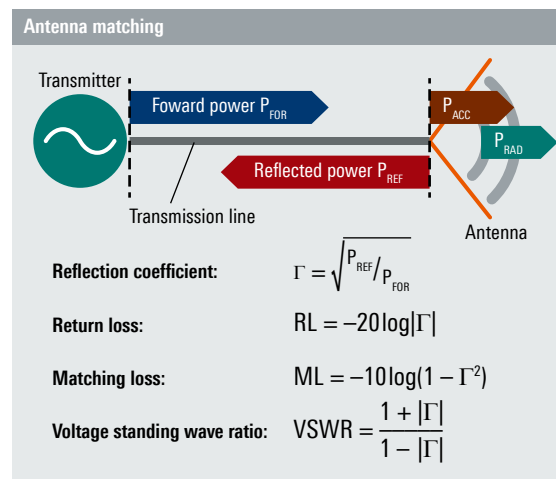 Antenna matching
Transmitter
Foward power P_FOR
P_ACC
P_RAD
Reflected power P_REF
Transmission line
Antenna
Reflection coefficient: Γ = √P_REF/P_FOR
Return loss: RL = –20 log|Γ|
Matching loss: ML = –10 log(1 – Γ²)
Voltage standing wave ratio: VSWR = 1 + |Γ| / 1 – |Γ|